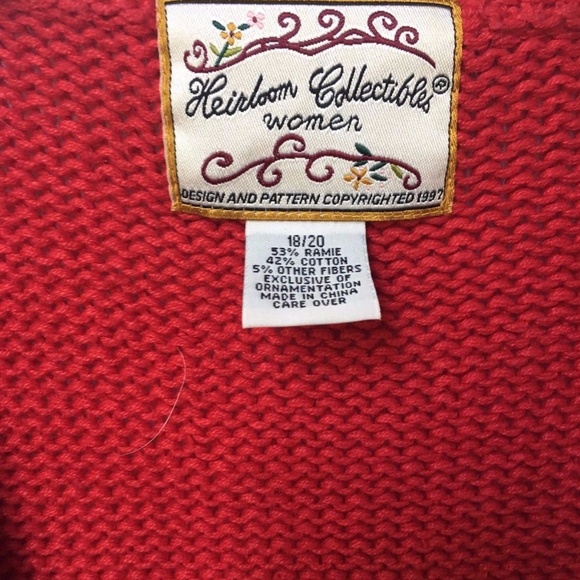 Heirloom Collectibles®
women
DESIGN AND PATTERN COPYRIGHTED 1997
18/20
53% RAMIE
42% COTTON
5% OTHER FIBERS
EXCLUSIVE OF
ORNAMENTATION
MADE IN CHINA
CARE OVER